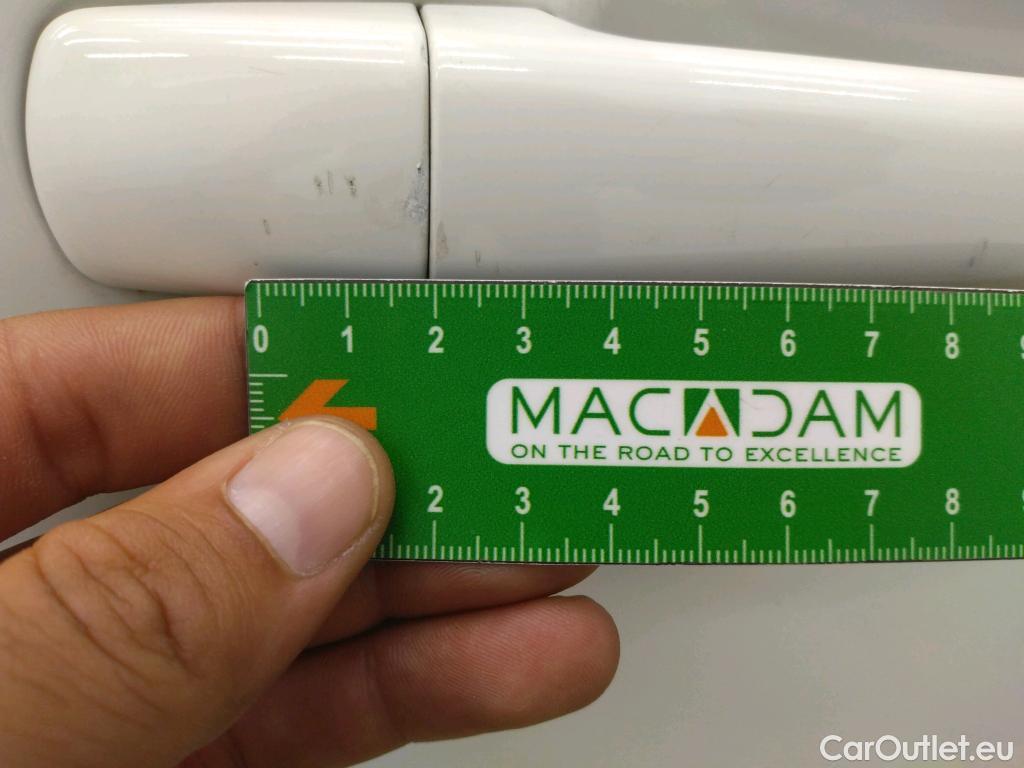 0 1 2 3 4 5 6 7 8
MACADAM
ON THE ROAD TO EXCELLENCE
2 3 4 5 6 7 8
CarOutlet.eu